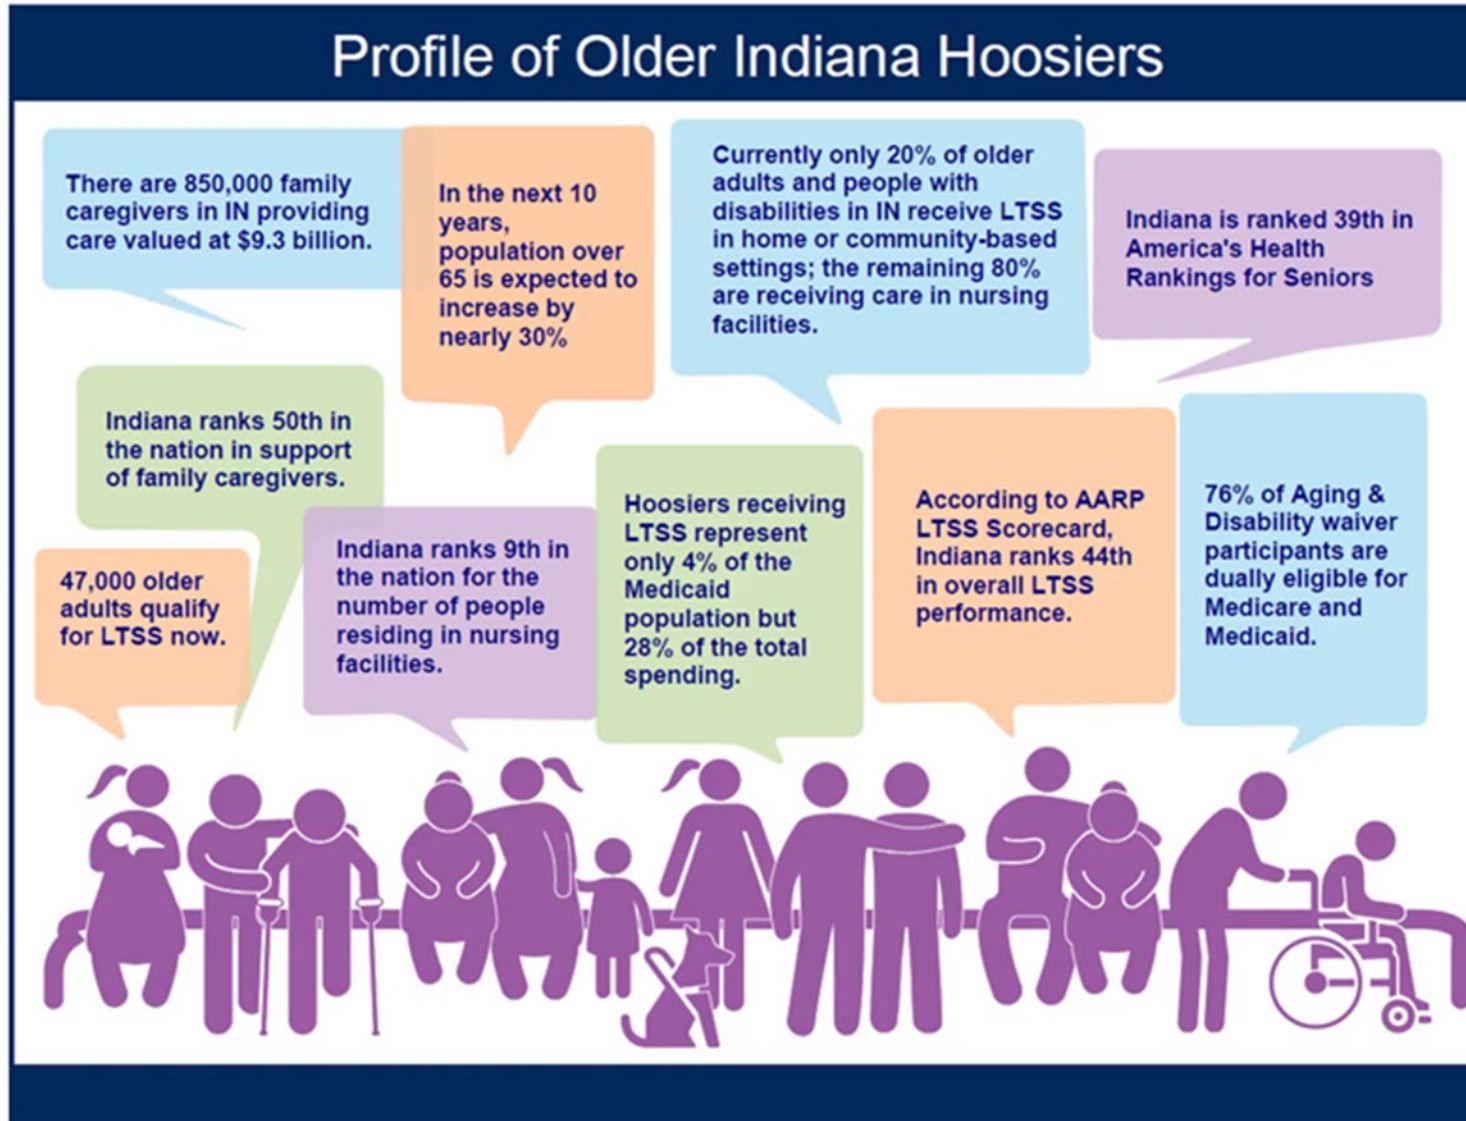 Profile of Older Indiana Hoosiers
There are 850,000 family
caregivers in IN providing
care valued at $9.3 billion.
In the next 10
years,
population over
65 is expected to
increase by
nearly 30%
Currently only 20% of older
adults and people with
disabilities in IN receive LTSS
in home or community-based
settings; the remaining 80%
are receiving care in nursing
facilities.
Indiana is ranked 39th in
America's Health
Rankings for Seniors
Indiana ranks 50th in
the nation in support
of family caregivers.
47,000 older
adults qualify
for LTSS now.
Indiana ranks 9th in
the nation for the
number of people
residing in nursing
facilities.
Hoosiers receiving
LTSS represent
only 4% of the
Medicaid
population but
28% of the total
spending.
According to AARP
LTSS Scorecard,
Indiana ranks 44th
in overall LTSS
performance.
76% of Aging &
Disability waiver
participants are
dually eligible for
Medicare and
Medicaid.